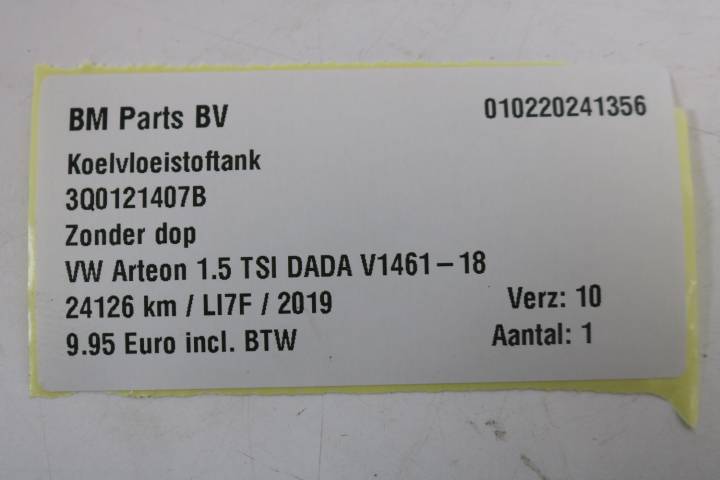 BM Parts BV 010220241356
Koelvloeistoftank
3Q0121407B
Zonder dop
VW Arteon 1.5 TSI DADA V1461-18
24126 km / LI7F / 2019 Verz: 10
9.95 Euro incl. BTW Aantal: 1